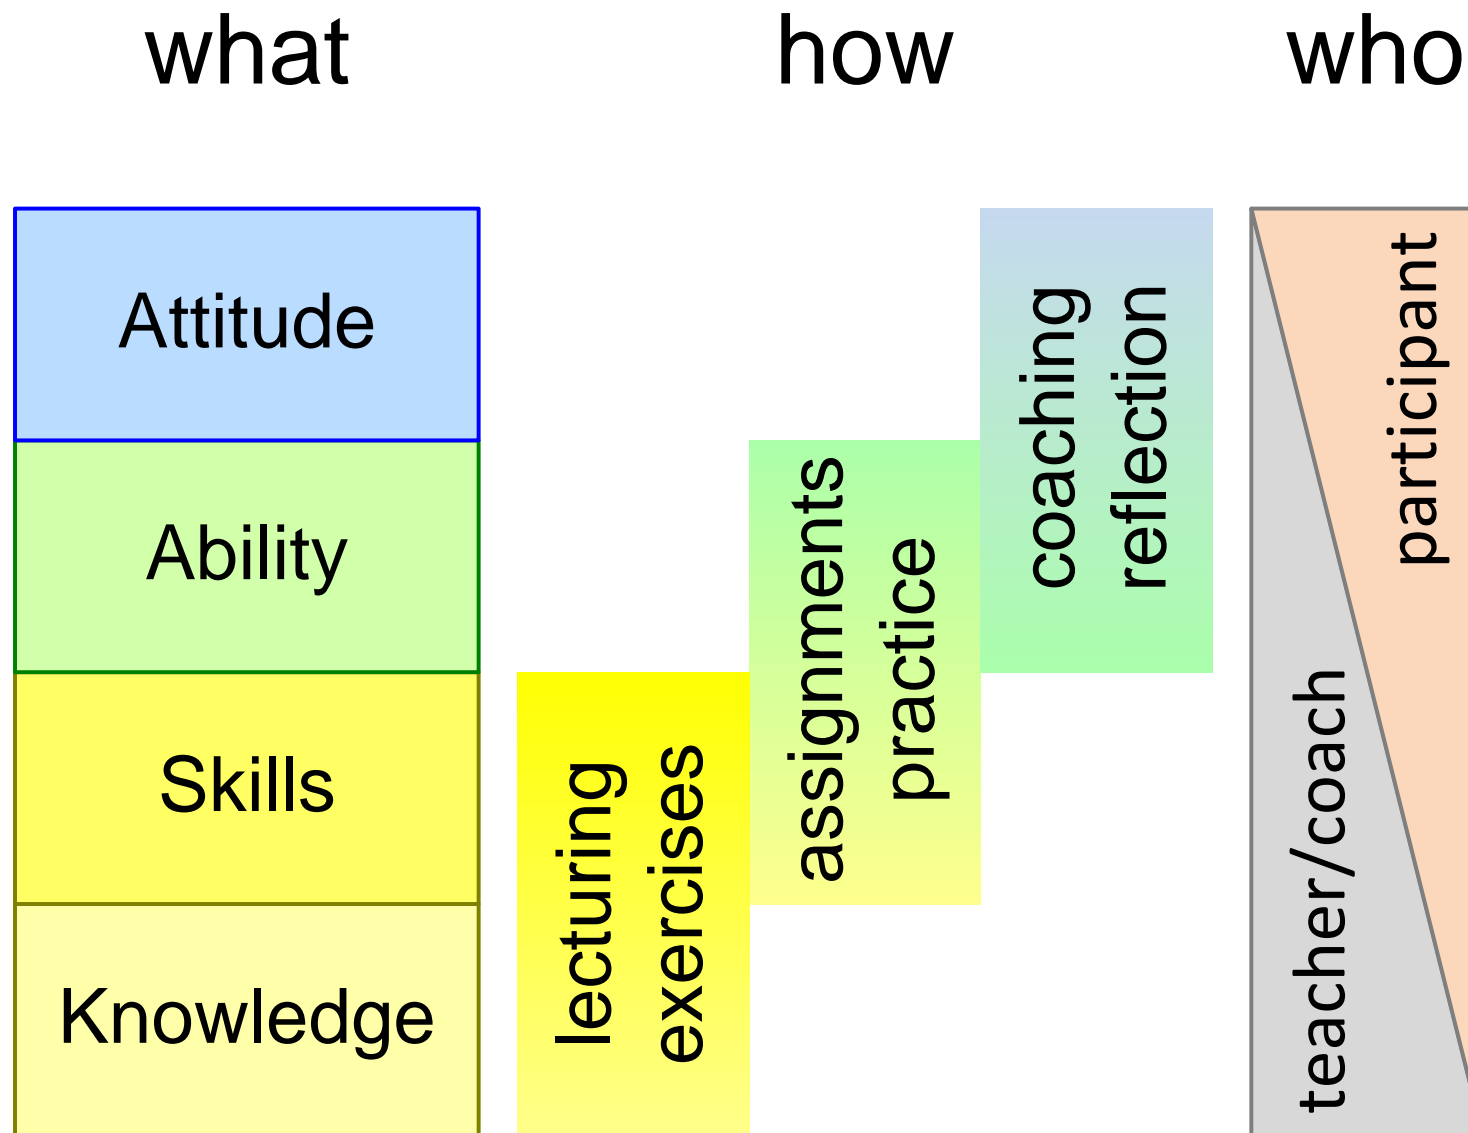 what
how
who
Attitude
Ability
Skills
Knowledge
lecturing
exercises
assignments
practice
coaching
reflection
teacher/coach
participant